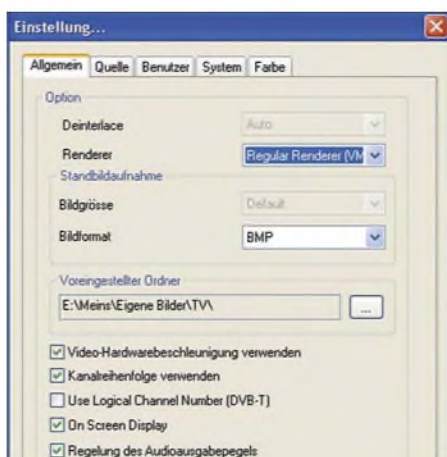 Einstellung...
Allgemein Quelle Benutzer System Farbe
Option
Deinterlace Auto
Renderer Regular Renderer (VM
Standbildaufnahme
Bildgrösse Default
Bildformat BMP
Voreingestellter Ordner
E:\Meins\Eigene Bilder\TV\ ...
Video-Hardwarebeschleunigung verwenden
Kanalreihenfolge verwenden
Use Logical Channel Number (DVB-T)
On Screen Display
Regelung des Audioausgabepegels